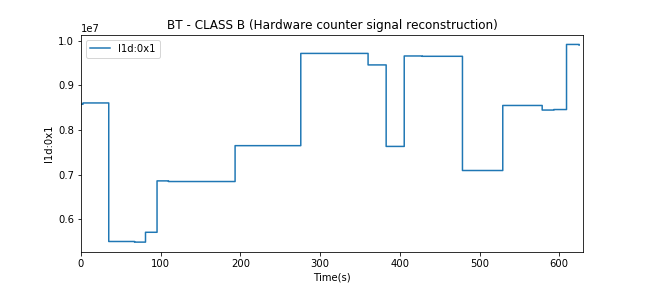 BT - CLASS B (Hardware counter signal reconstruction)
1e7
l1d:0x1
1.0
0.9
0.8
0.7
0.6
l1d:0x1
0 100 200 300 400 500 600
Time(s)